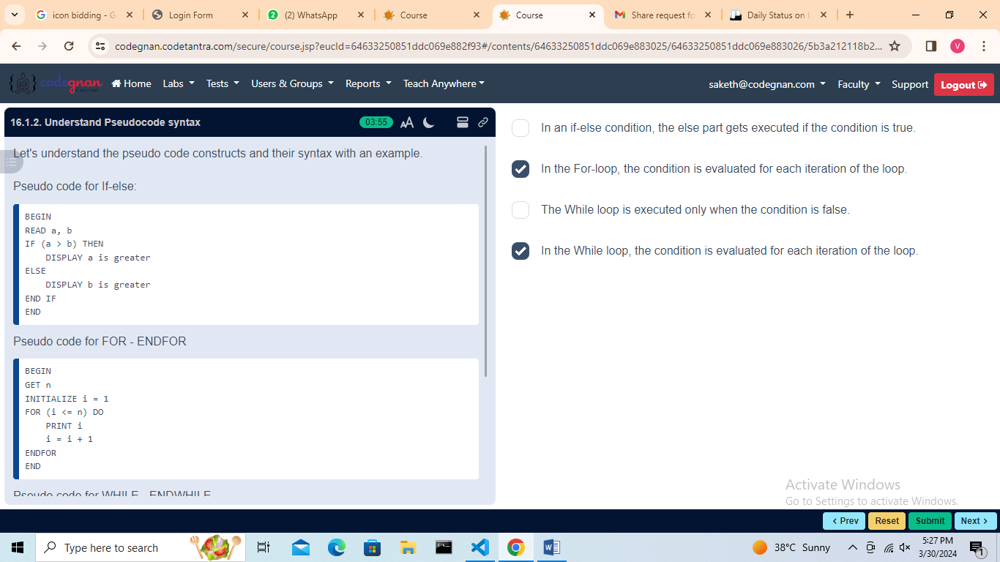 icon bidding - G
Login Form
2
(2) WhatsApp
Course
Course
Share request fo
Daily Status on
codegnan.codetantra.com/secure/course.jsp?eucId=64633250851ddc069e882f93#/contents/64633250851ddc069e883025/64633250851ddc069e883026/5b3a212118b2...
V
codegnan
Home
Labs
Tests
Users & Groups
Reports
Teach Anywhere
saketh@codegnan.com
Faculty
Support
Logout
16.1.2. Understand Pseudocode syntax
03:55
AA
Let's understand the pseudo code constructs and their syntax with an example.
Pseudo code for If-else:
BEGIN
READ a, b
IF (a > b) THEN
    DISPLAY a is greater
ELSE
    DISPLAY b is greater
END IF
END
Pseudo code for FOR - ENDFOR
BEGIN
GET n
INITIALIZE i = 1
FOR (i <= n) DO
    PRINT i
    i = i + 1
ENDFOR
END
Pseudo code for WHILE - ENDWHILE
In an if-else condition, the else part gets executed if the condition is true.
In the For-loop, the condition is evaluated for each iteration of the loop.
The While loop is executed only when the condition is false.
In the While loop, the condition is evaluated for each iteration of the loop.
Activate Windows
Go to Settings to activate Windows.
< Prev
Reset
Submit
Next >
Type here to search
38°C Sunny
5:27 PM
3/30/2024
1